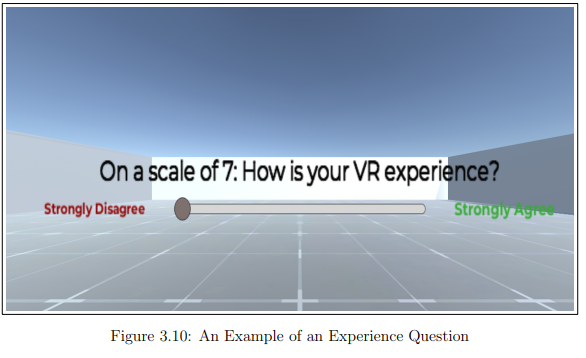 On a scale of 7: How is your VR experience?
Strongly Disagree Strongly Agree
Figure 3.10: An Example of an Experience Question